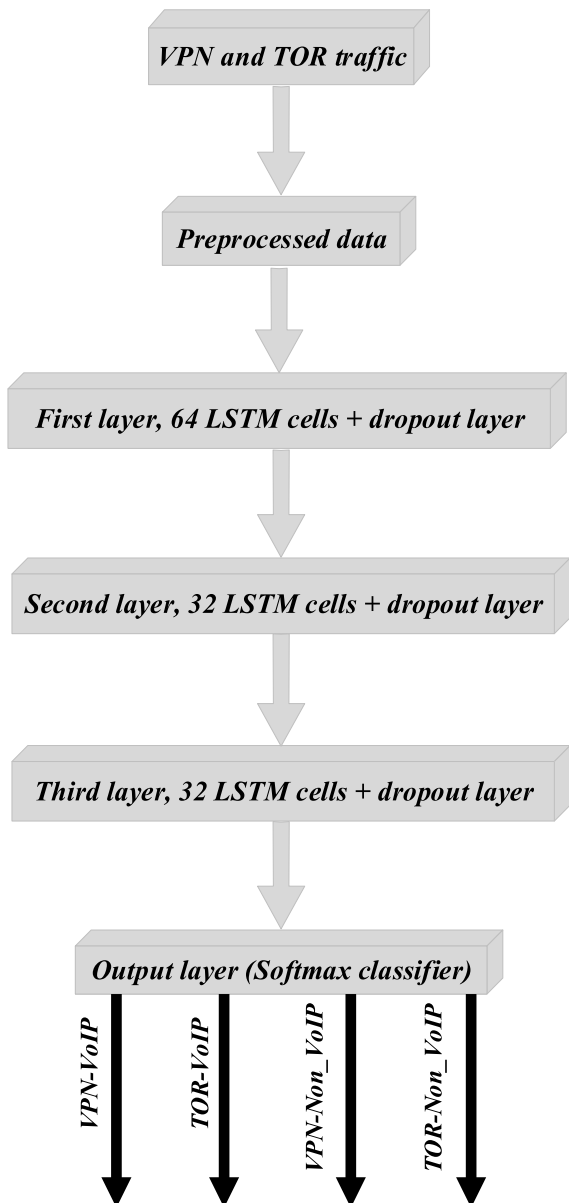 VPN and TOR traffic
Preprocessed data
First layer, 64 LSTM cells + dropout layer
Second layer, 32 LSTM cells + dropout layer
Third layer, 32 LSTM cells + dropout layer
Output layer (Softmax classifier)
VPN-VoIP
TOR-VoIP
VPN-Non_VoIP
TOR-Non_VoIP